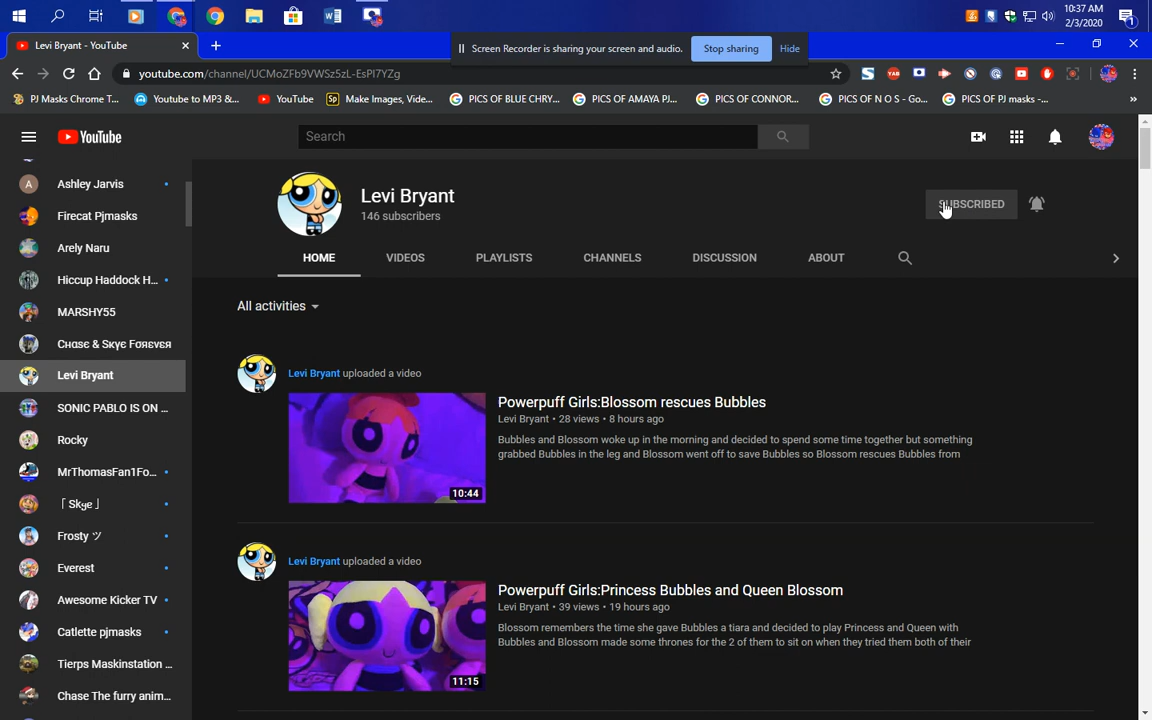 10:37 AM
2/3/2020
1
Levi Bryant - YouTube
Screen Recorder is sharing your screen and audio.
Stop sharing
Hide
youtube.com/channel/UCMoZFb9VWSz5zL-EsPI7YZg
PJ Masks Chrome T...
Youtube to MP3 &...
YouTube
Make Images, Vide...
PICS OF BLUE CHRY...
PICS OF AMAYA PJ...
PICS OF CONNOR...
PICS OF N O S - Go...
PICS OF PJ masks -...
YouTube
Search
Ashley Jarvis
Firecat Pjmasks
Arely Naru
Hiccup Haddock H...
MARSHY55
Cнαsε & Sκyε Fσяεvεя
Levi Bryant
SONIC PABLO IS ON ...
Rocky
MrThomasFan1Fo...
「 Skye 」
Frosty ツ
Everest
Awesome Kicker TV
Catlette pjmasks
Tierps Maskinstation ...
Chase The furry anim...
Levi Bryant
146 subscribers
SUBSCRIBED
HOME
VIDEOS
PLAYLISTS
CHANNELS
DISCUSSION
ABOUT
All activities
Levi Bryant uploaded a video
10:44
Powerpuff Girls:Blossom rescues Bubbles
Levi Bryant • 28 views • 8 hours ago
Bubbles and Blossom woke up in the morning and decided to spend some time together but something
grabbed Bubbles in the leg and Blossom went off to save Bubbles so Blossom rescues Bubbles from
Levi Bryant uploaded a video
11:15
Powerpuff Girls:Princess Bubbles and Queen Blossom
Levi Bryant • 39 views • 19 hours ago
Blossom remembers the time she gave Bubbles a tiara and decided to play Princess and Queen with
Bubbles and Blossom made some thrones for the 2 of them to sit on when they tried them both of their